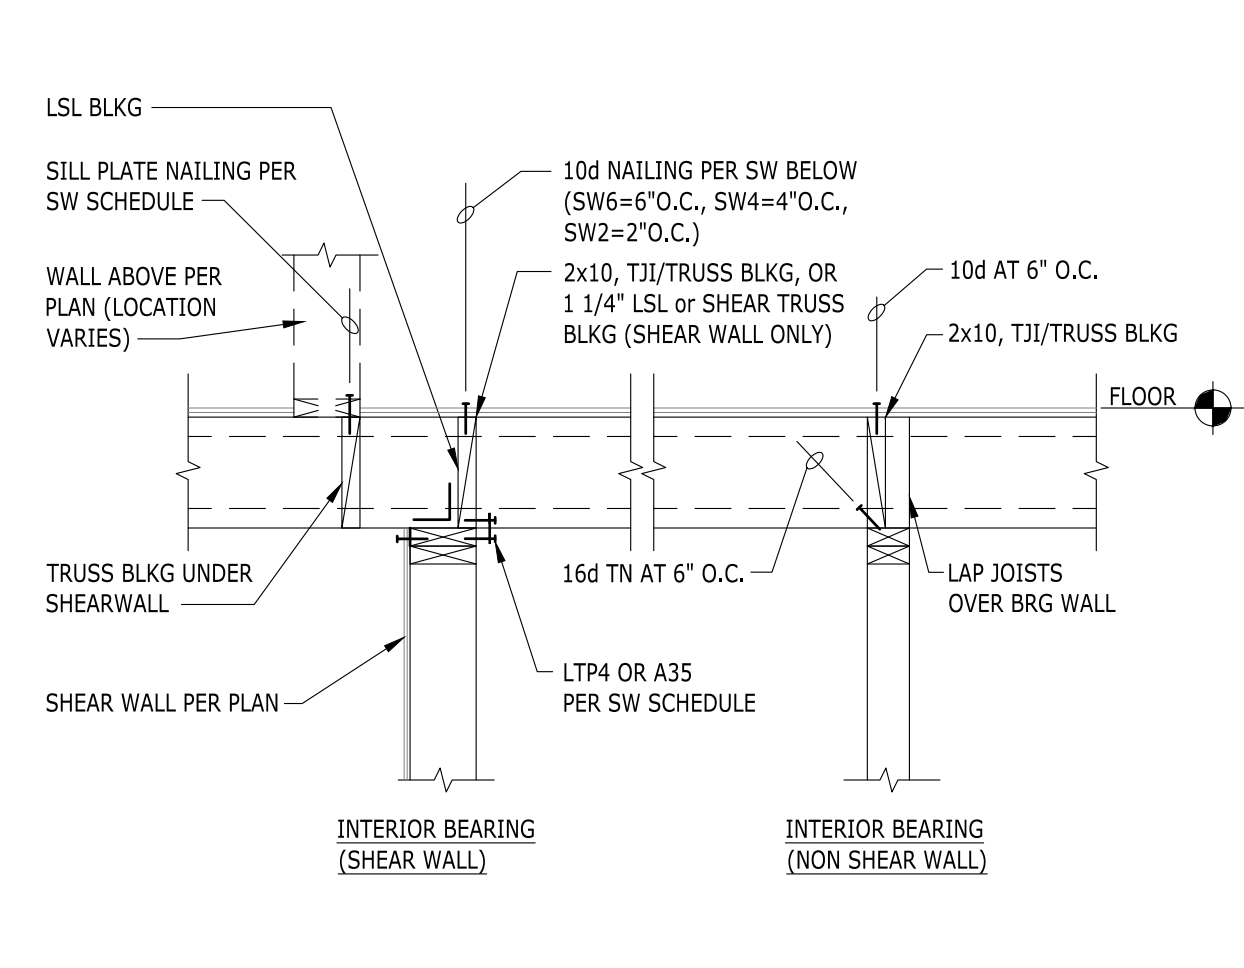 LSL BLKG
SILL PLATE NAILING PER
SW SCHEDULE
WALL ABOVE PER
PLAN (LOCATION
VARIES)
10d NAILING PER SW BELOW
(SW6=6"O.C., SW4=4"O.C.,
SW2=2"O.C.)
2x10, TJI/TRUSS BLKG, OR
1 1/4" LSL or SHEAR TRUSS
BLKG (SHEAR WALL ONLY)
10d AT 6" O.C.
2x10, TJI/TRUSS BLKG
FLOOR
TRUSS BLKG UNDER
SHEARWALL
SHEAR WALL PER PLAN
16d TN AT 6" O.C.
LTP4 OR A35
PER SW SCHEDULE
LAP JOISTS
OVER BRG WALL
INTERIOR BEARING
(SHEAR WALL)
INTERIOR BEARING
(NON SHEAR WALL)